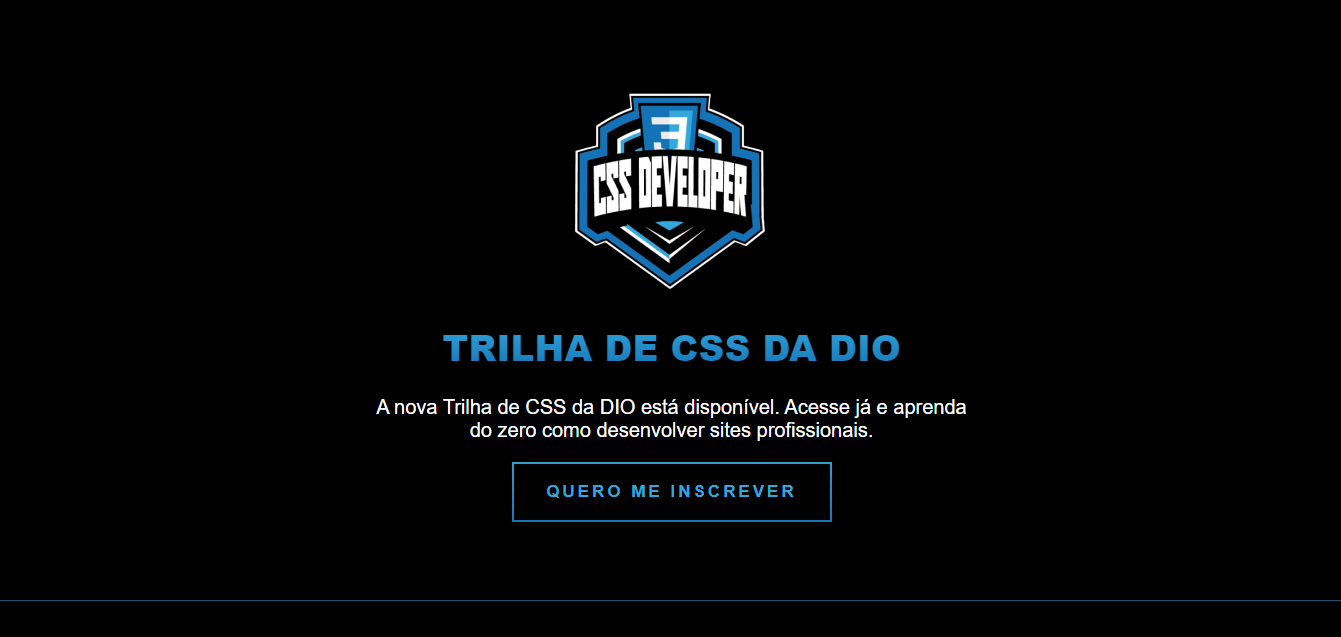 3
CSS DEVELOPER
TRILHA DE CSS DA DIO
A nova Trilha de CSS da DIO está disponível. Acesse já e aprenda
do zero como desenvolver sites profissionais.
QUERO ME INSCREVER